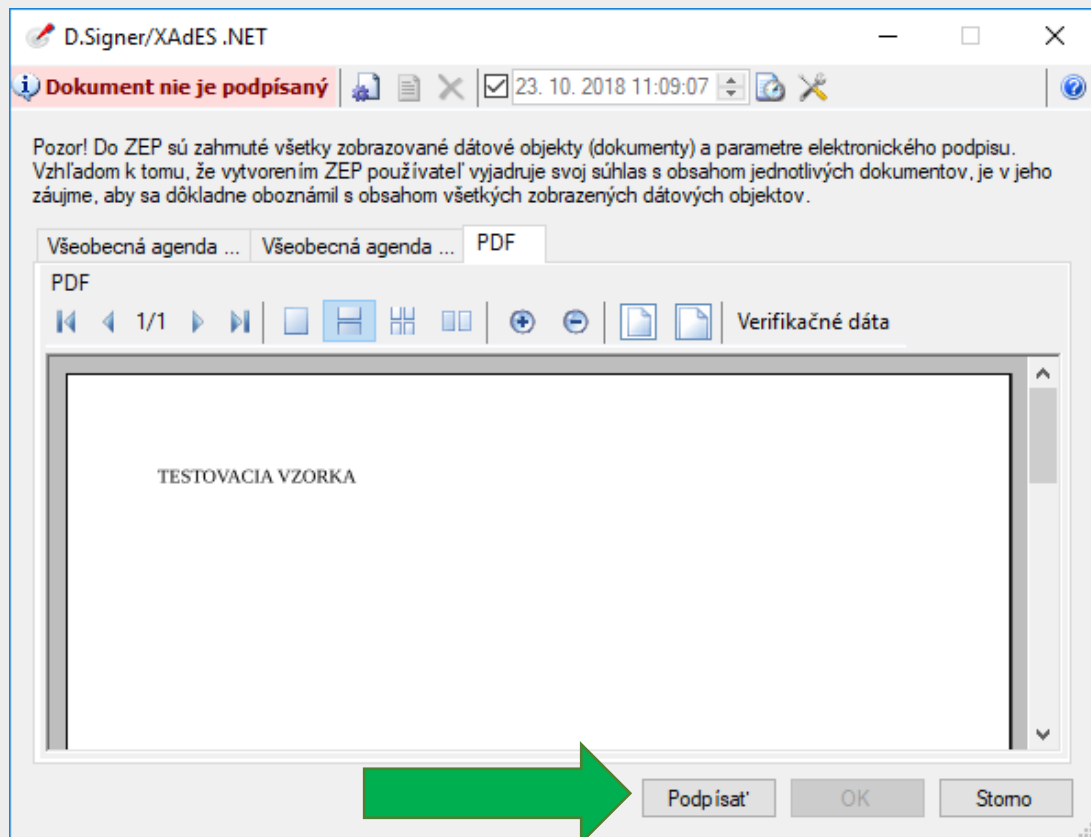 D.Signer/XAdES .NET
Dokument nie je podpísaný 23. 10. 2018 11:09:07
Pozor! Do ZEP sú zahrnuté všetky zobrazované dátové objekty (dokumenty) a parametre elektronického podpisu.
Vzhľadom k tomu, že vytvorením ZEP používateľ vyjadruje svoj súhlas s obsahom jednotlivých dokumentov, je v jeho
záujme, aby sa dôkladne oboznámil s obsahom všetkých zobrazených dátových objektov.
Všeobecná agenda ... Všeobecná agenda ... PDF
PDF
1/1 Verifikačné dáta
TESTOVACIA VZORKA
Podpísať OK Storno